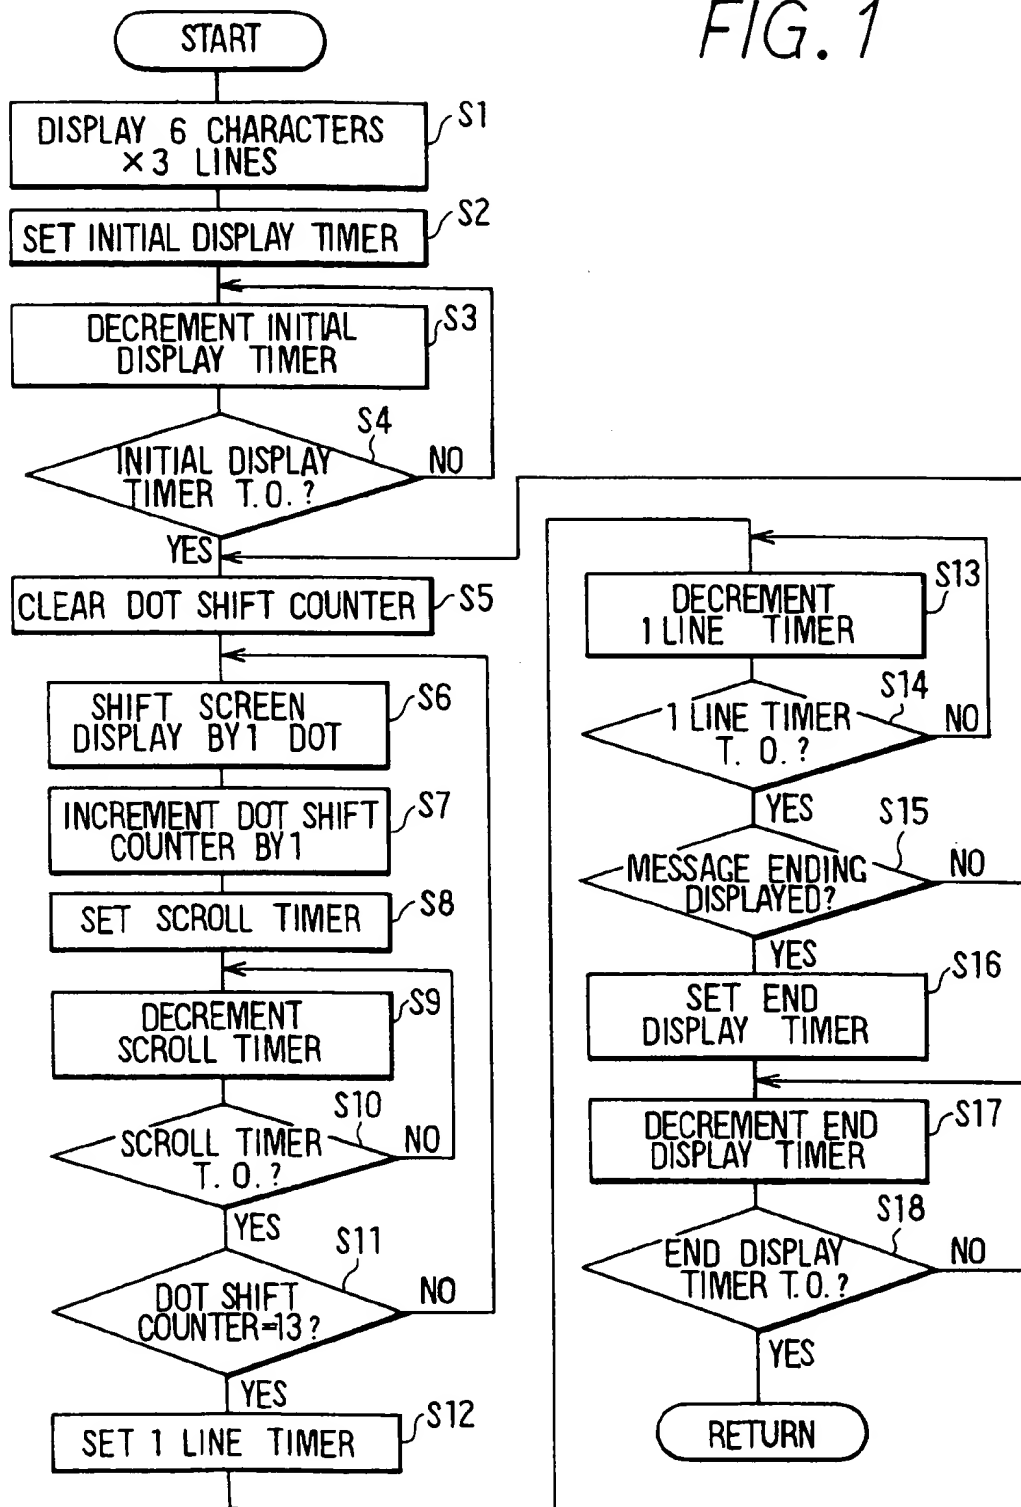 FIG. 1
START
DISPLAY 6 CHARACTERS
×3 LINES
S1
SET INITIAL DISPLAY TIMER
S2
DECREMENT INITIAL
DISPLAY TIMER
S3
INITIAL DISPLAY
TIMER T.O.?
S4
NO
YES
CLEAR DOT SHIFT COUNTER
S5
SHIFT SCREEN
DISPLAY BY 1 DOT
S6
INCREMENT DOT SHIFT
COUNTER BY 1
S7
SET SCROLL TIMER
S8
DECREMENT
SCROLL TIMER
S9
SCROLL TIMER
T.O.?
S10
NO
YES
DOT SHIFT
COUNTER=13?
S11
NO
YES
SET 1 LINE TIMER
S12
DECREMENT
1 LINE TIMER
S13
1 LINE TIMER
T.O.?
S14
NO
YES
MESSAGE ENDING
DISPLAYED?
S15
NO
YES
SET END
DISPLAY TIMER
S16
DECREMENT END
DISPLAY TIMER
S17
END DISPLAY
TIMER T.O.?
S18
NO
YES
RETURN